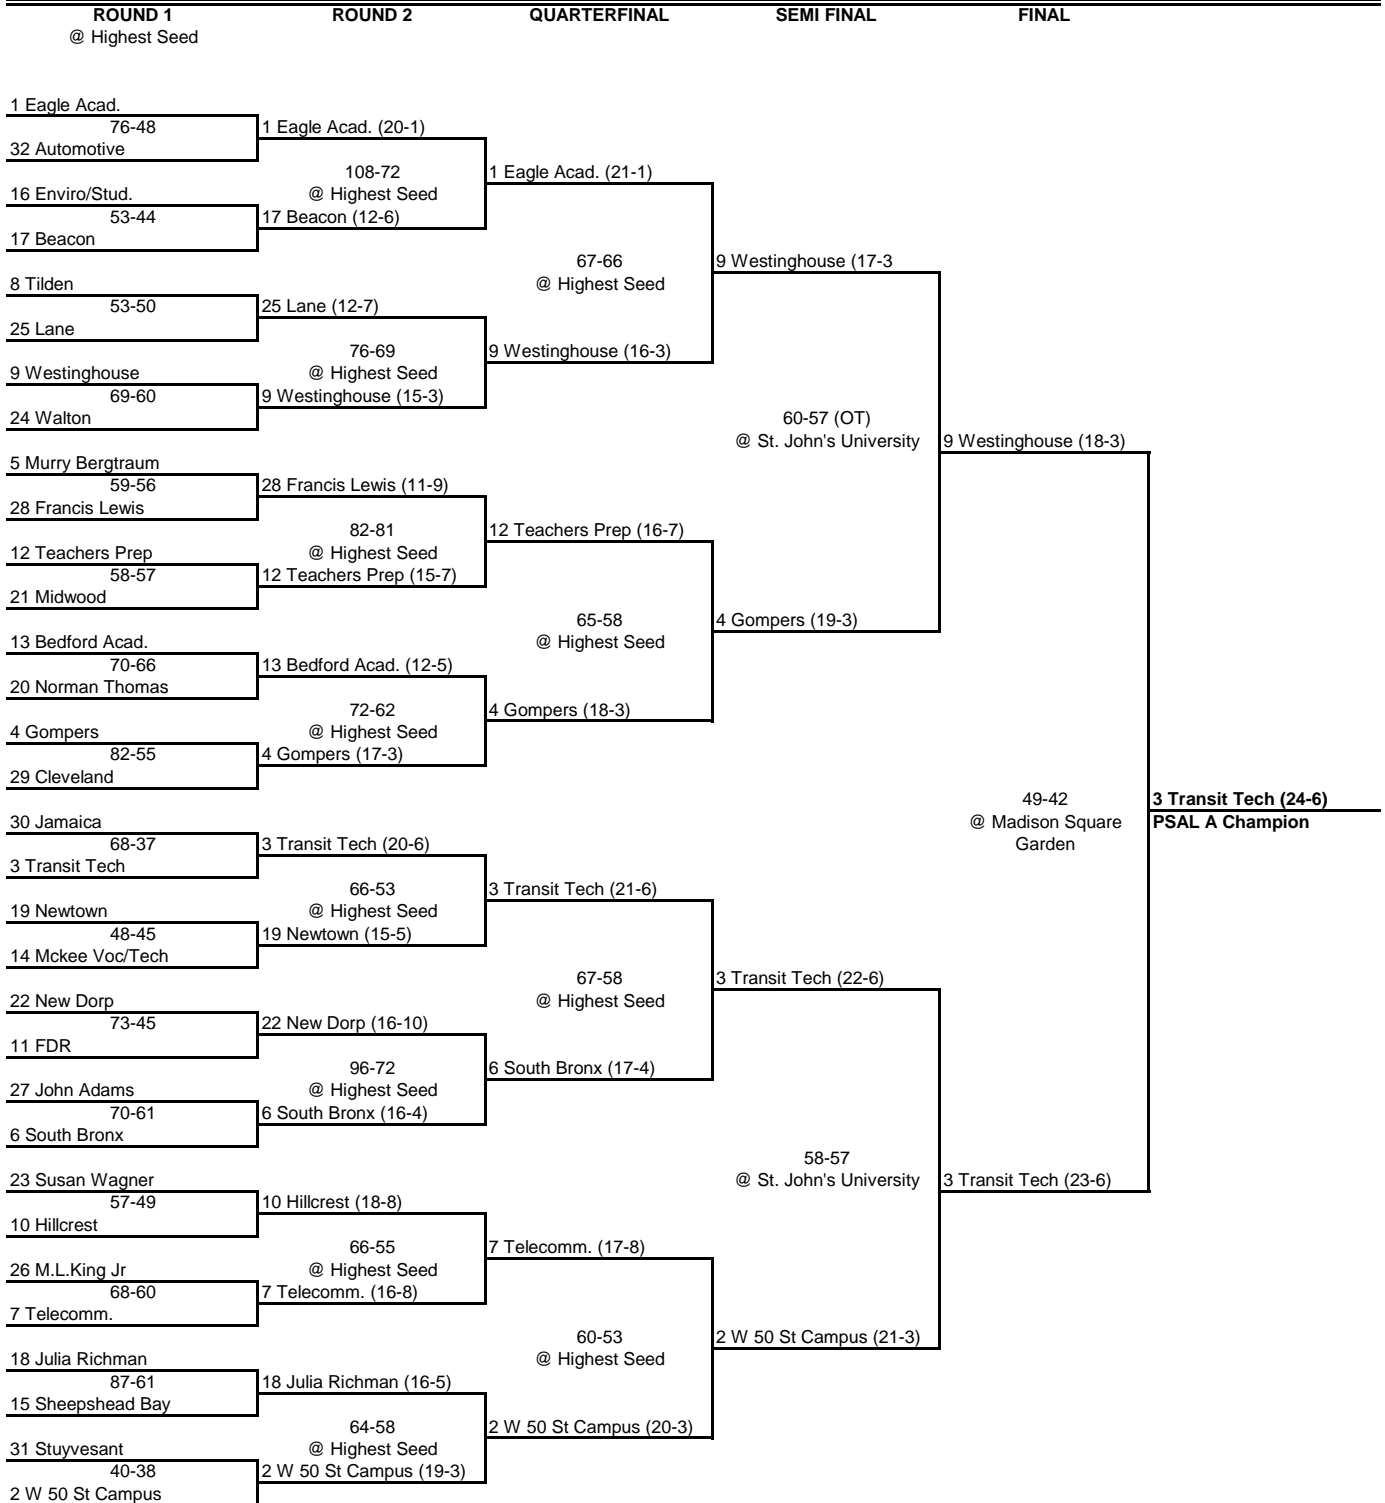 ROUND 1 ROUND 2 QUARTERFINAL SEMI FINAL FINAL
@ Highest Seed
1 Eagle Acad.
76-48 1 Eagle Acad. (20-1)
32 Automotive
108-72 1 Eagle Acad. (21-1)
16 Enviro/Stud. @ Highest Seed
53-44 17 Beacon (12-6)
17 Beacon
67-66 9 Westinghouse (17-3
8 Tilden @ Highest Seed
53-50 25 Lane (12-7)
25 Lane
76-69 9 Westinghouse (16-3)
9 Westinghouse @ Highest Seed
69-60 9 Westinghouse (15-3)
24 Walton 60-57 (OT)
@ St. John's University 9 Westinghouse (18-3)
5 Murry Bergtraum
59-56 28 Francis Lewis (11-9)
28 Francis Lewis
82-81 12 Teachers Prep (16-7)
12 Teachers Prep @ Highest Seed
58-57 12 Teachers Prep (15-7)
21 Midwood
65-58 4 Gompers (19-3)
13 Bedford Acad. @ Highest Seed
70-66 13 Bedford Acad. (12-5)
20 Norman Thomas
72-62 4 Gompers (18-3)
4 Gompers @ Highest Seed
82-55 4 Gompers (17-3)
29 Cleveland
49-42 3 Transit Tech (24-6)
30 Jamaica @ Madison Square PSAL A Champion
68-37 3 Transit Tech (20-6) Garden
3 Transit Tech
66-53 3 Transit Tech (21-6)
19 Newtown @ Highest Seed
48-45 19 Newtown (15-5)
14 Mckee Voc/Tech
67-58 3 Transit Tech (22-6)
22 New Dorp @ Highest Seed
73-45 22 New Dorp (16-10)
11 FDR
96-72 6 South Bronx (17-4)
27 John Adams @ Highest Seed
70-61 6 South Bronx (16-4)
6 South Bronx
58-57
23 Susan Wagner @ St. John's University 3 Transit Tech (23-6)
57-49 10 Hillcrest (18-8)
10 Hillcrest
66-55 7 Telecomm. (17-8)
26 M.L.King Jr @ Highest Seed
68-60 7 Telecomm. (16-8)
7 Telecomm.
60-53 2 W 50 St Campus (21-3)
18 Julia Richman @ Highest Seed
87-61 18 Julia Richman (16-5)
15 Sheepshead Bay
64-58 2 W 50 St Campus (20-3)
31 Stuyvesant @ Highest Seed
40-38 2 W 50 St Campus (19-3)
2 W 50 St Campus